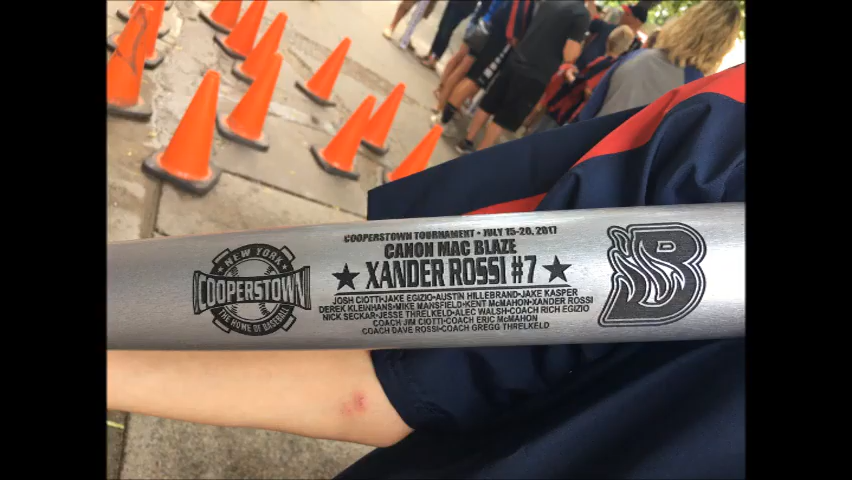 NEW YORK
COOPERSTOWN
THE HOME OF BASEBALL
COOPERSTOWN TOURNAMENT • JULY 15-20, 2017
CANON MAC BLAZE
★ XANDER ROSSI #7 ★
JOSH CIOTTI•JAKE EGIZIO•AUSTIN HILLEBRAND•JAKE KASPER
DEREK KLEINHANS•MIKE MANSFIELD•KENT McMAHON•XANDER ROSSI
NICK SECKAR•JESSE THRELKELD•ALEC WALSH•COACH RICH EGIZIO
COACH JIM CIOTTI•COACH ERIC McMAHON
COACH DAVE ROSSI•COACH GREGG THRELKELD
B